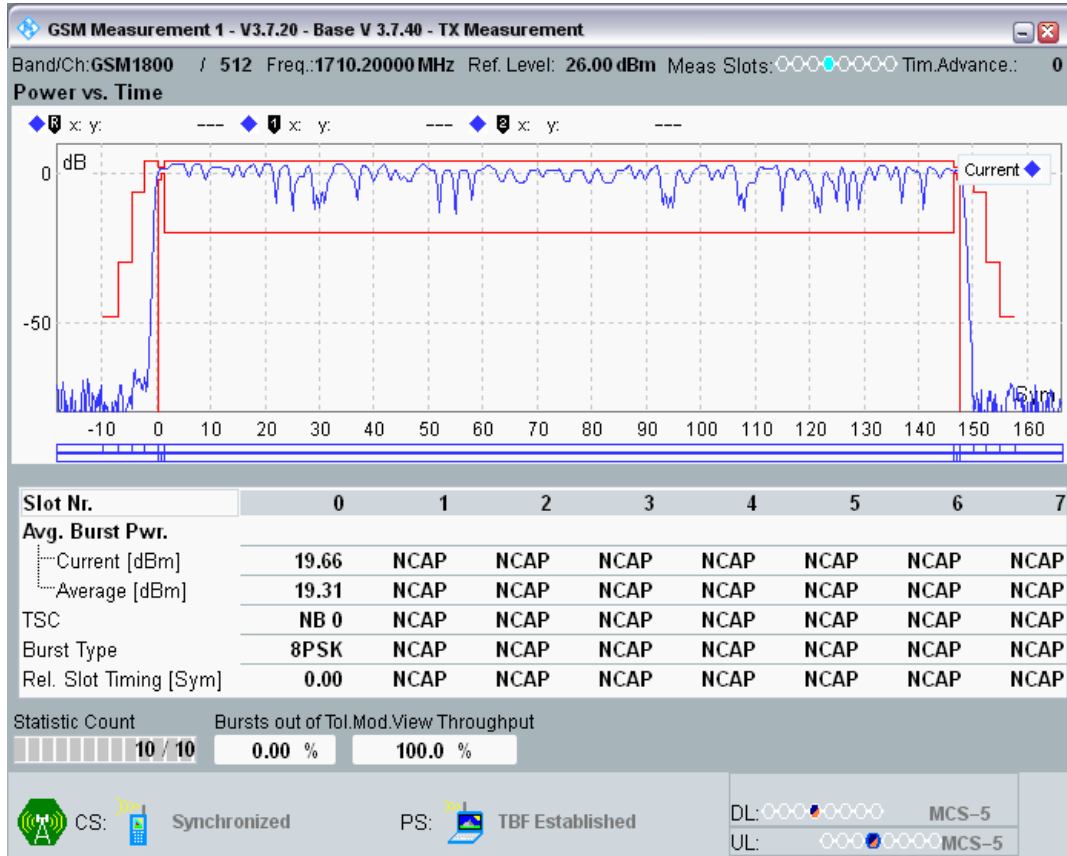 GSM Measurement 1 - V3.7.20 - Base V 3.7.40 - TX Measurement
Band/Ch:GSM1800 / 512 Freq.:1710.20000 MHz Ref. Level: 26.00 dBm Meas Slots: Tim.Advance.: 0
Power vs. Time
R x: y: --- 1 x: y: --- 2 x: y: ---
dB
Current
0
-50
Sym
-10 0 10 20 30 40 50 60 70 80 90 100 110 120 130 140 150 160
Slot Nr. 0 1 2 3 4 5 6 7
Avg. Burst Pwr.
Current [dBm] 19.66 NCAP NCAP NCAP NCAP NCAP NCAP NCAP
Average [dBm] 19.31 NCAP NCAP NCAP NCAP NCAP NCAP NCAP
TSC NB 0 NCAP NCAP NCAP NCAP NCAP NCAP NCAP
Burst Type 8PSK NCAP NCAP NCAP NCAP NCAP NCAP NCAP
Rel. Slot Timing [Sym] 0.00 NCAP NCAP NCAP NCAP NCAP NCAP NCAP
Statistic Count Bursts out of Tol. Mod.View Throughput
10 / 10 0.00 % 100.0 %
CS: Synchronized PS: TBF Established DL: MCS-5
UL: MCS-5